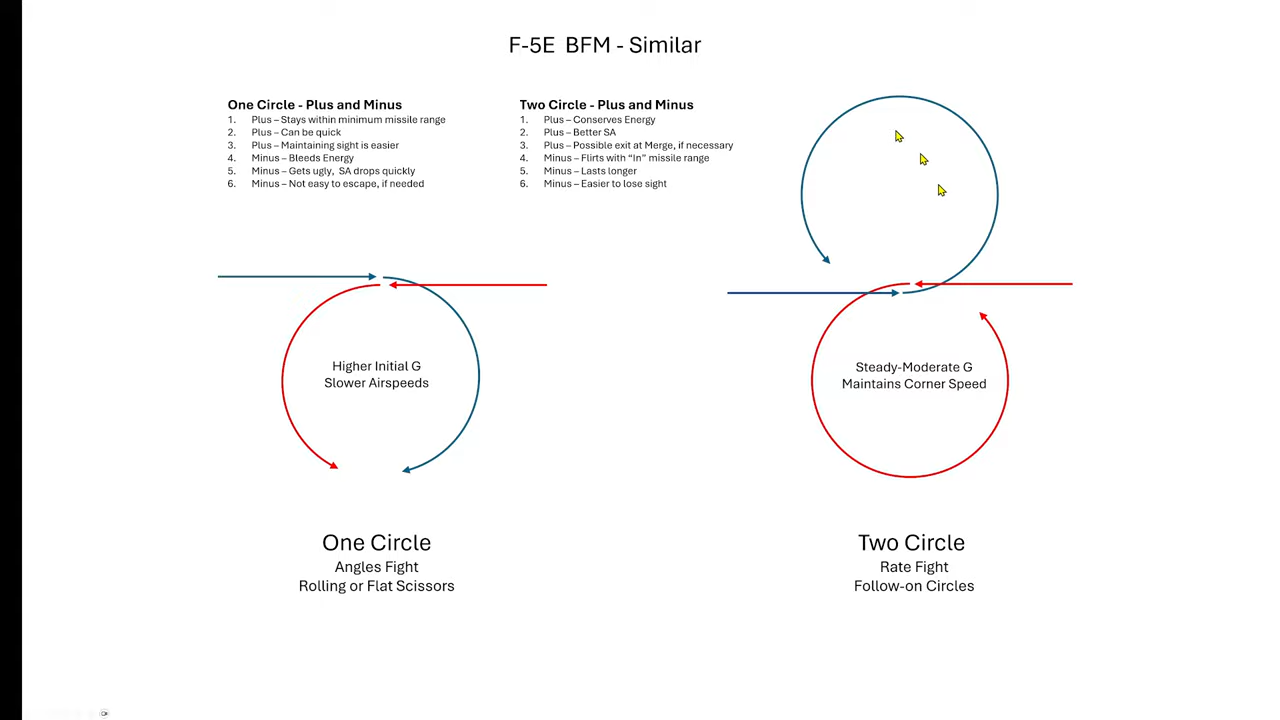 F-5E BFM - Similar
One Circle - Plus and Minus
1. Plus – Stays within minimum missile range
2. Plus – Can be quick
3. Plus – Maintaining sight is easier
4. Minus – Bleeds Energy
5. Minus – Gets ugly, SA drops quickly
6. Minus – Not easy to escape, if needed
Two Circle - Plus and Minus
1. Plus – Conserves Energy
2. Plus – Better SA
3. Plus – Possible exit at Merge, if necessary
4. Minus – Flirts with “In” missile range
5. Minus – Lasts longer
6. Minus – Easier to lose sight
Higher Initial G
Slower Airspeeds
Steady-Moderate G
Maintains Corner Speed
One Circle
Angles Fight
Rolling or Flat Scissors
Two Circle
Rate Fight
Follow-on Circles